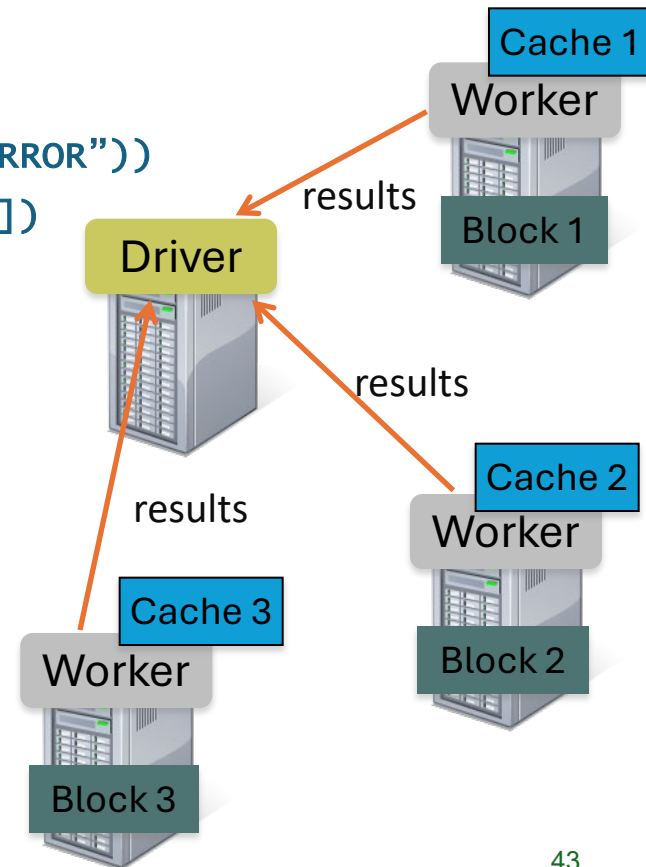 Cache 1
Worker
RROR”))
results
])
Block 1
Driver
results
Cache 2
results
Worker
Cache 3
Block 2
Worker
Block 3
43